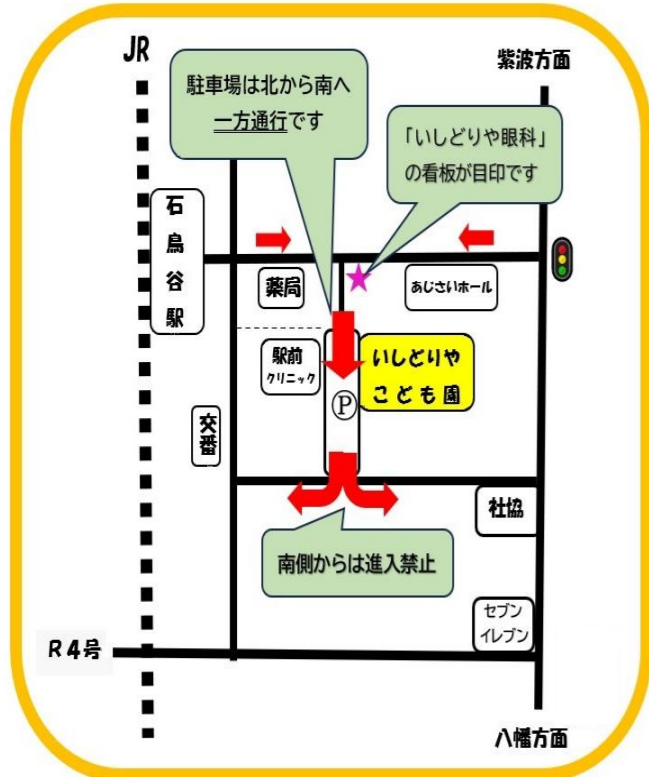 JR
紫波方面
駐車場は北から南へ
一方通行です
「いしどりや眼科」
の看板が目印です
石鳥谷駅
薬局
あじさいホール
駅前
クリニック
いしどりや
こども園
Ⓟ
交番
社協
南側からは進入禁止
セブン
イレブン
R4号
八幡方面